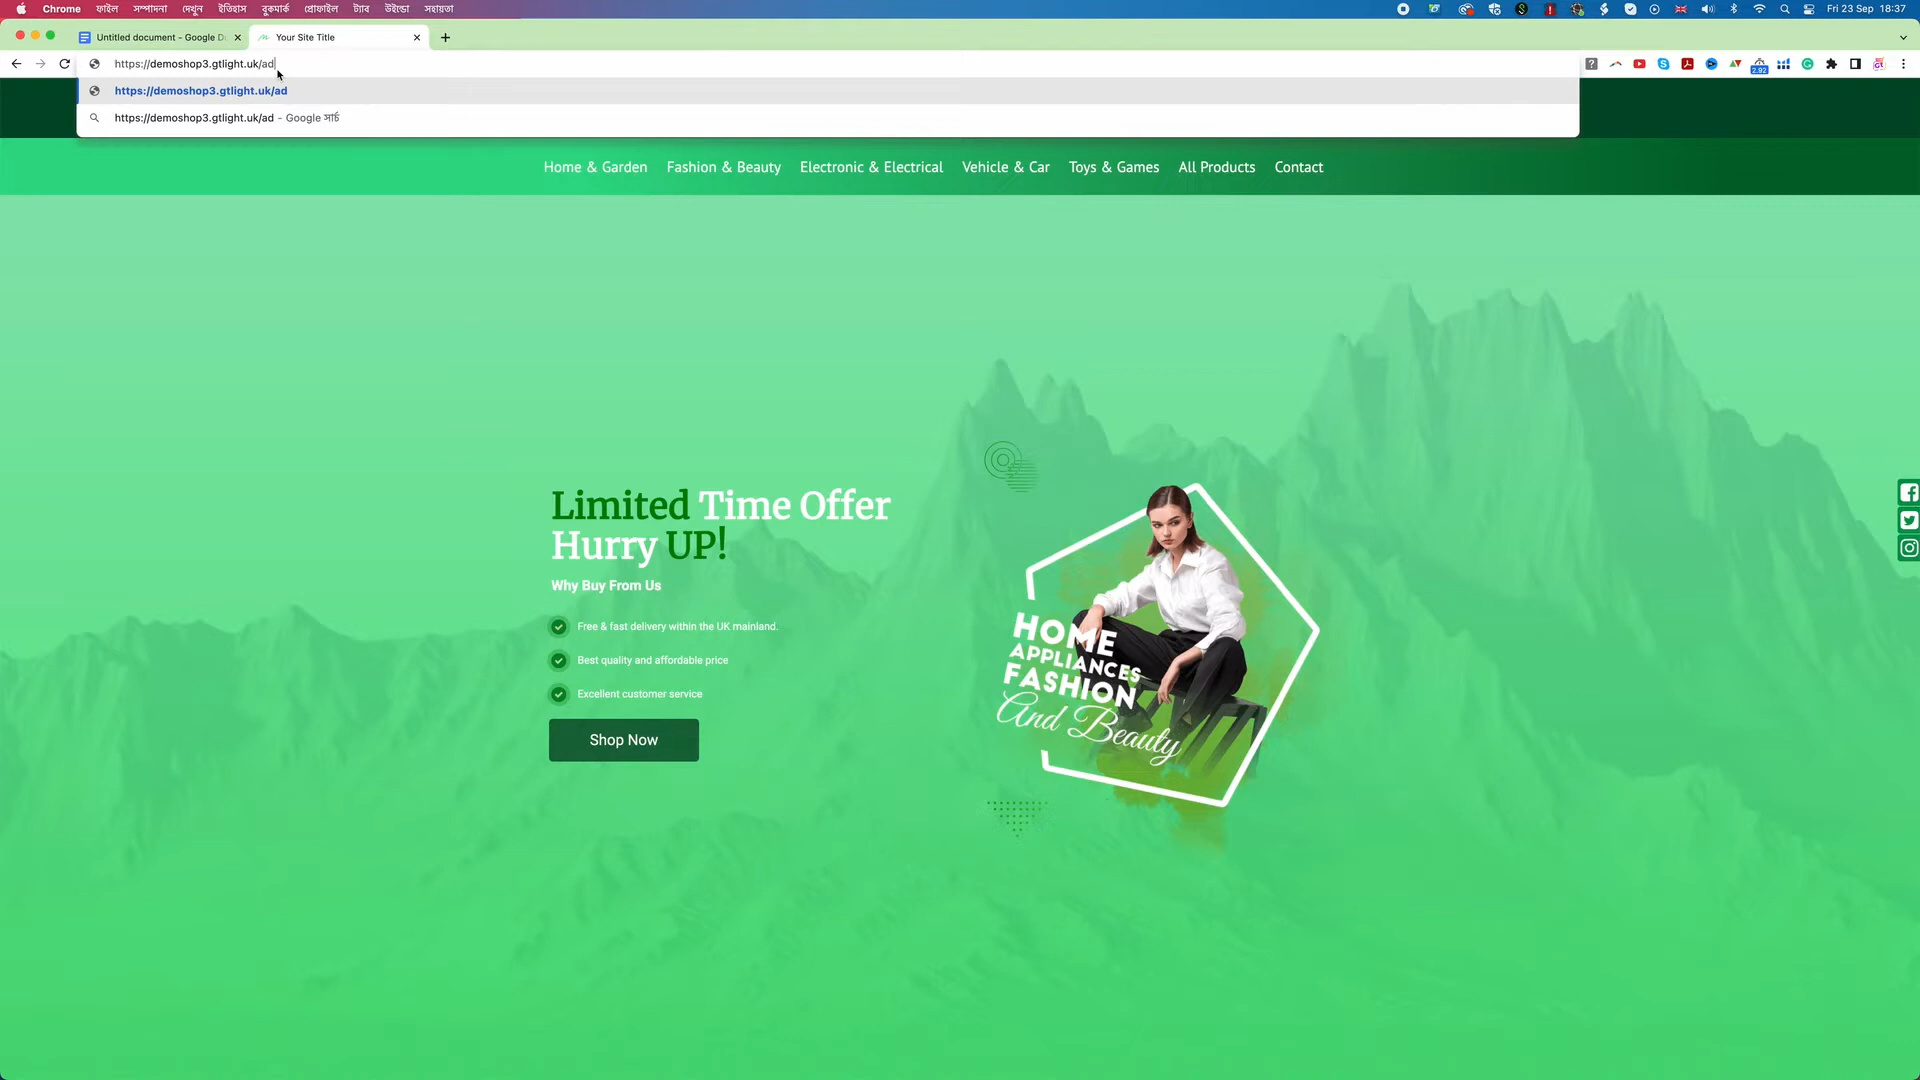 Chrome ফাইল সম্পাদনা দেখুন ইতিহাস বুকমার্ক প্রোফাইল ট্যাব উইন্ডো সহায়তা
Fri 23 Sep 18:37
Untitled document - Google D
Your Site Title
https://demoshop3.gtlight.uk/ad
2.92
https://demoshop3.gtlight.uk/ad
https://demoshop3.gtlight.uk/ad - Google সার্চ
Home & Garden Fashion & Beauty Electronic & Electrical Vehicle & Car Toys & Games All Products Contact
Limited Time Offer
Hurry UP!
Why Buy From Us
Free & fast delivery within the UK mainland.
Best quality and affordable price
Excellent customer service
Shop Now
HOME
APPLIANCES
FASHION
And Beauty